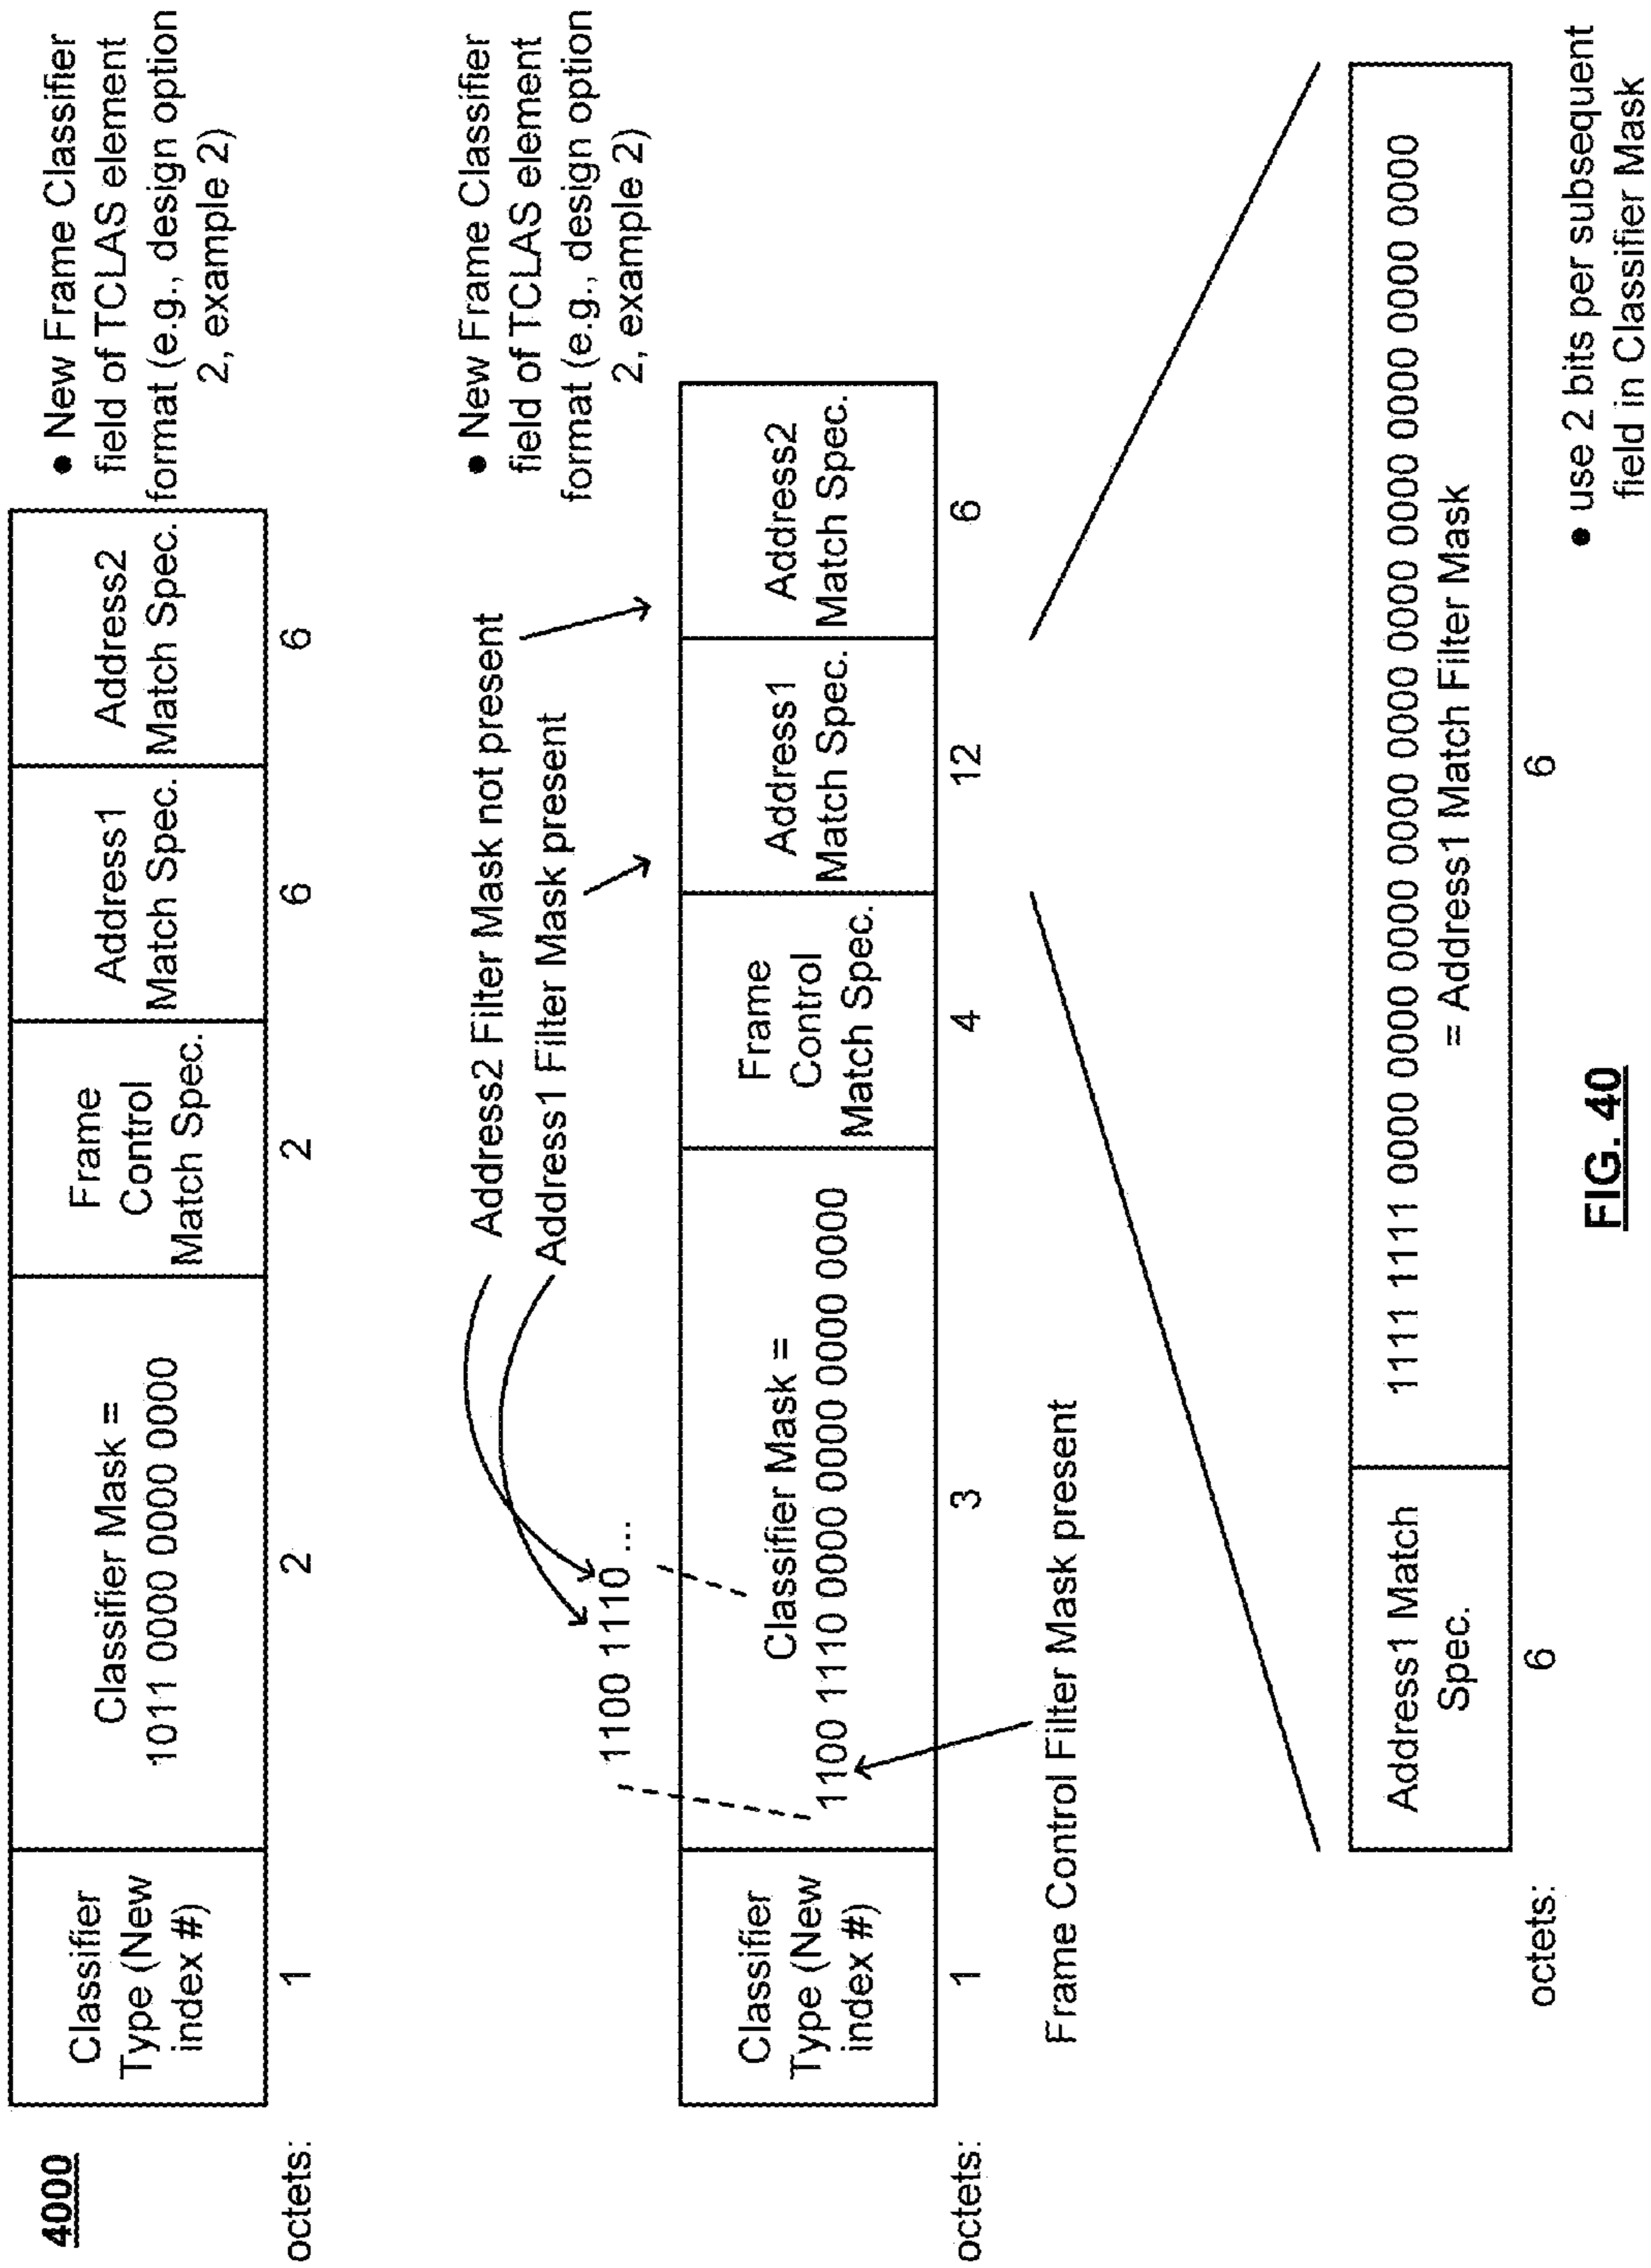 4000
Classifier
Type (New
index #)
Classifier Mask =
1011 0000 0000 0000
Frame
Control
Match Spec.
Address1
Match Spec.
Address2
Match Spec.
• New Frame Classifier
field of TCLAS element
format (e.g., design option
2, example 2)
octets:
1
2
2
6
6
Address2 Filter Mask not present
Address1 Filter Mask present
1100 1110 ...
• New Frame Classifier
field of TCLAS element
format (e.g., design option
2, example 2)
Classifier
Type (New
index #)
Classifier Mask =
1100 1110 0000 0000 0000 0000
Frame
Control
Match Spec.
Address1
Match Spec.
Address2
Match Spec.
octets:
1
3
4
12
6
Frame Control Filter Mask present
Address1 Match
Spec.
1111 1111 0000 0000 0000 0000 0000 0000 0000 0000 0000 0000
= Address1 Match Filter Mask
octets:
6
6
• use 2 bits per subsequent
field in Classifier Mask
FIG. 40